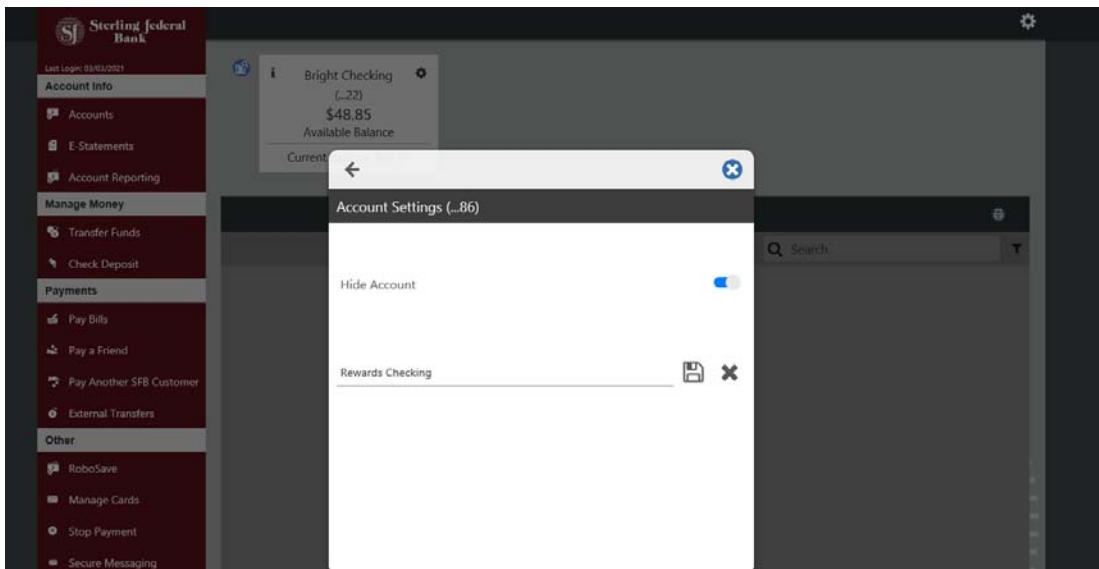 SJ Sterling federal
Bank
Last Login: 03/03/2021
Account Info
Accounts
E-Statements
Account Reporting
Manage Money
Transfer Funds
Check Deposit
Payments
Pay Bills
Pay a Friend
Pay Another SFB Customer
External Transfers
Other
RoboSave
Manage Cards
Stop Payment
Secure Messaging
i Bright Checking
(...22)
$48.85
Available Balance
Current
Account Settings (...86)
Search
Hide Account
Rewards Checking